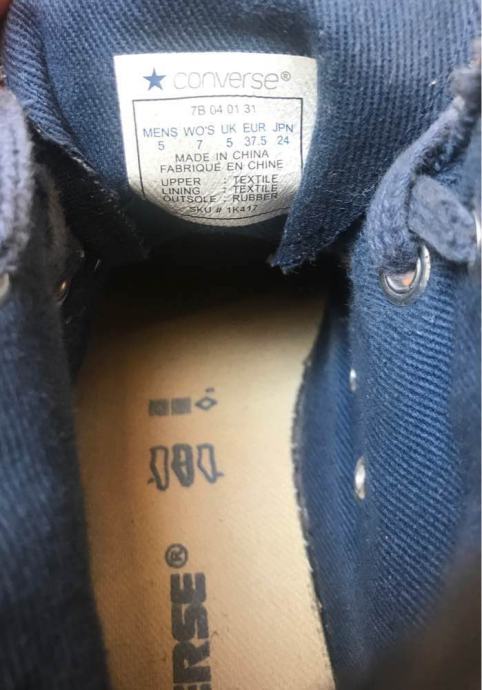 converse®
7B 04 01 31
MENS WO'S UK EUR JPN
5 7 5 37.5 24
MADE IN CHINA
FABRIQUÉ EN CHINE
UPPER : TEXTILE
LINING : TEXTILE
OUTSOLE : RUBBER
SKU # 1K417
ERSE®